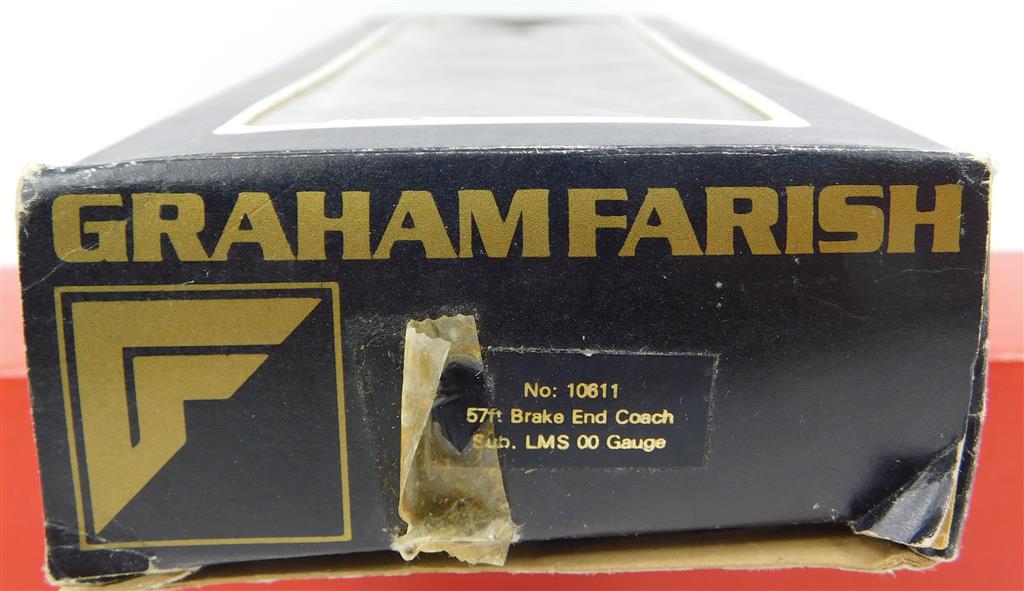 GRAHAM FARISH
No: 10611
57ft Brake End Coach
Sub. LMS 00 Gauge